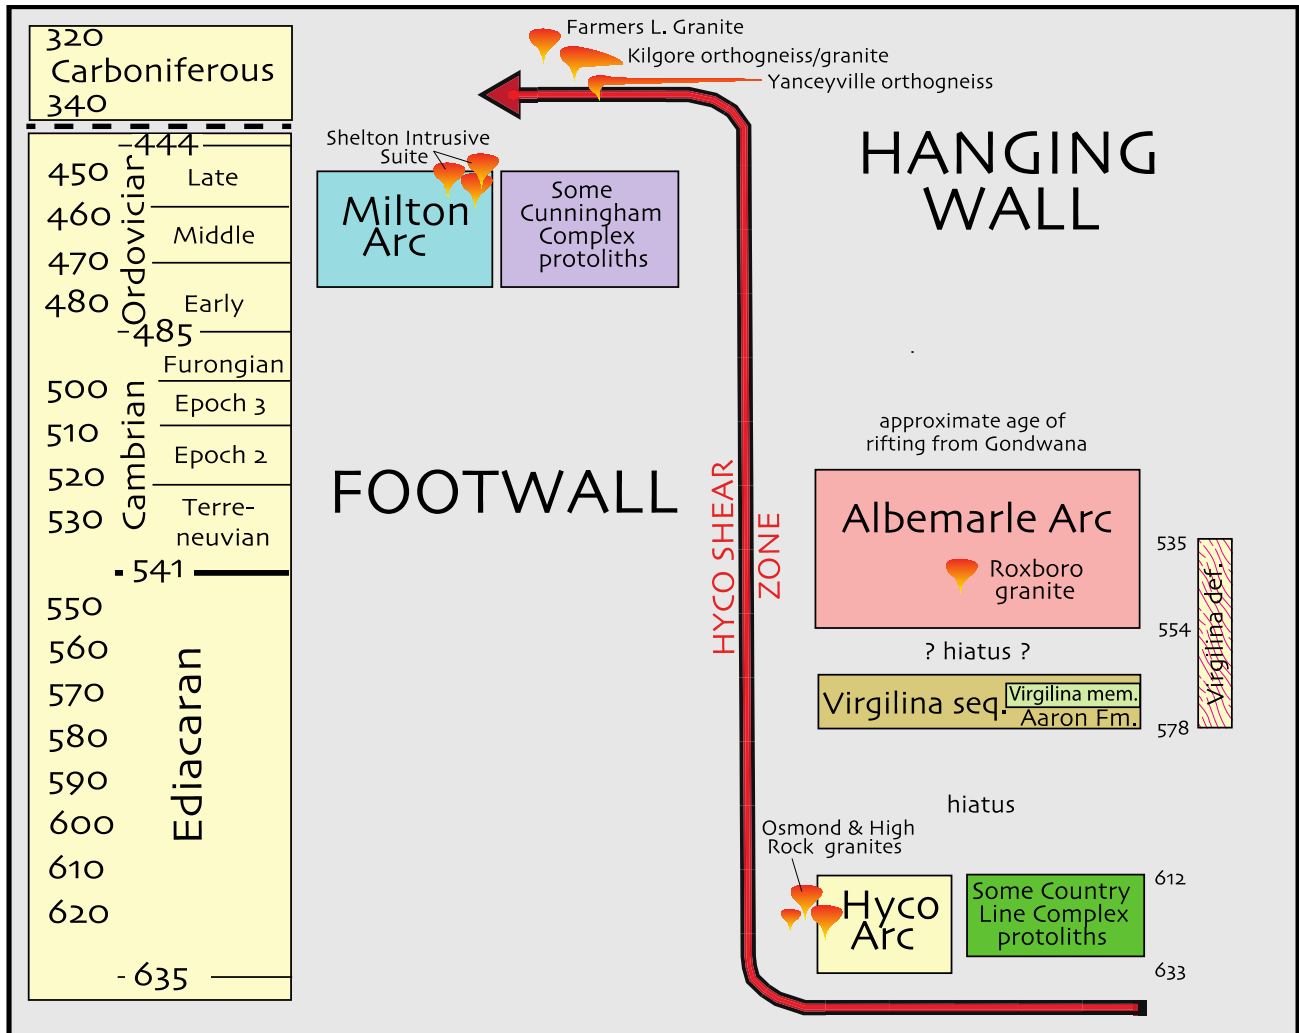 320
Carboniferous
340
444
450
Late
460
Middle
470
480
Early
Ordovician
485
Furongian
500
Epoch 3
510
Epoch 2
520
Terre-
530
neuvian
Cambrian
541
550
560
570
580
590
600
610
620
Ediacaran
635
Farmers L. Granite
Kilgore orthogneiss/granite
Yanceyville orthogneiss
Shelton Intrusive
Suite
Milton
Arc
Some
Cunningham
Complex
protoliths
FOOTWALL
HYCO SHEAR
ZONE
HANGING
WALL
approximate age of
rifting from Gondwana
Albemarle Arc
Roxboro
granite
535
554
Virgilina def.
? hiatus ?
Virgilina seq.
Virgilina mem.
Aaron Fm.
578
hiatus
Osmond & High
Rock granites
Hyco
Arc
Some Country
Line Complex
protoliths
612
633